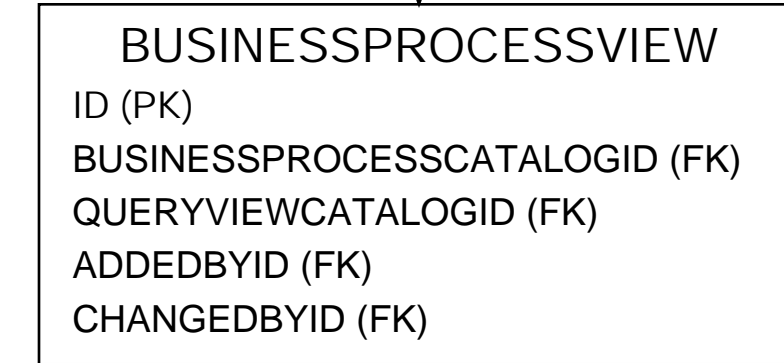 BUSINESSPROCESSVIEW
ID (PK)
BUSINESSPROCESSCATALOGID (FK)
QUERYVIEWCATALOGID (FK)
ADDEDBYID (FK)
CHANGEDBYID (FK)